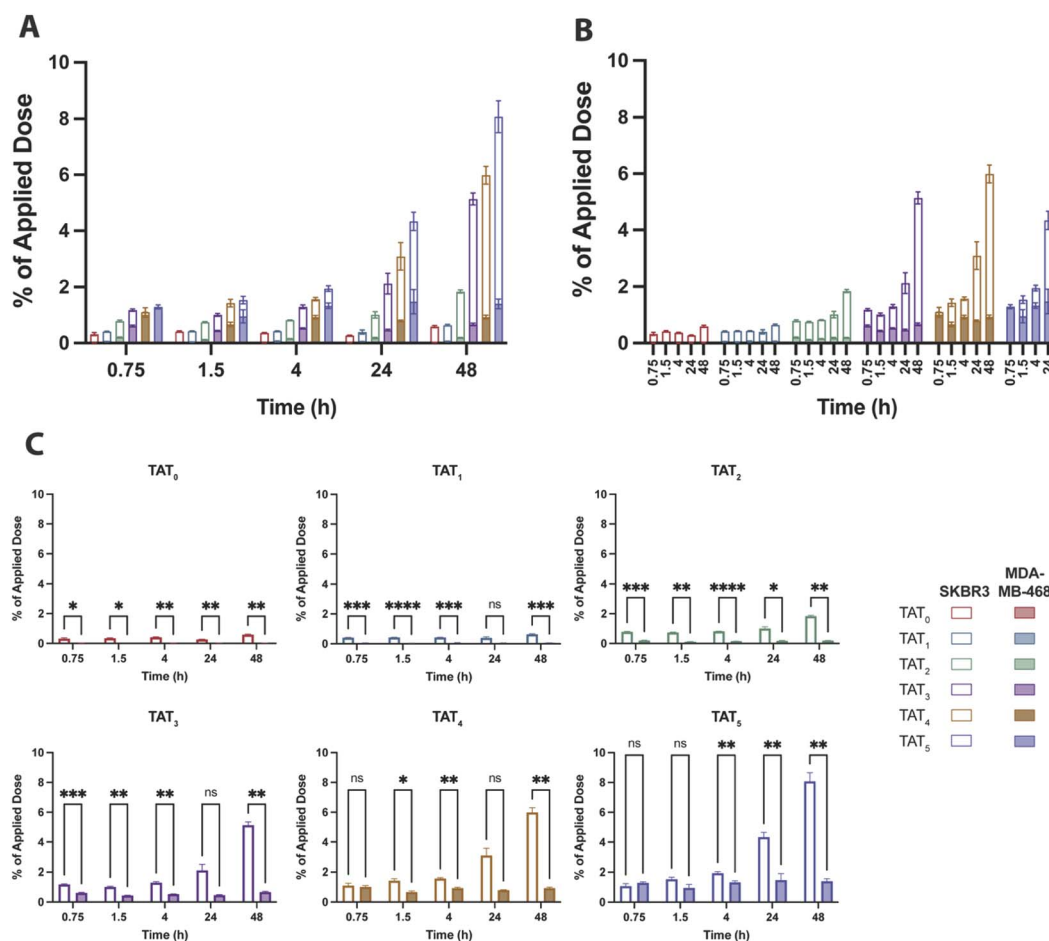 A
B
% of Applied Dose
10
8
6
4
2
0
0.75
1.5
4
24
48
Time (h)
% of Applied Dose
10
8
6
4
2
0
0.75
1.5
4
24
48
0.75
1.5
4
24
48
0.75
1.5
4
24
48
0.75
1.5
4
24
48
0.75
1.5
4
24
48
0.75
1.5
4
24
Time (h)
C
TAT0
% of Applied Dose
10
8
6
4
2
0
* * ** ** **
0.75 1.5 4 24 48
Time (h)
TAT1
% of Applied Dose
10
8
6
4
2
0
*** **** *** ns ***
0.75 1.5 4 24 48
Time (h)
TAT2
% of Applied Dose
10
8
6
4
2
0
*** ** **** * **
0.75 1.5 4 24 48
Time (h)
SKBR3 MDA-
MB-468
TAT0
TAT1
TAT2
TAT3
TAT4
TAT5
TAT3
% of Applied Dose
10
8
6
4
2
0
*** ** ** ns **
0.75 1.5 4 24 48
Time (h)
TAT4
% of Applied Dose
10
8
6
4
2
0
ns * ** ns **
0.75 1.5 4 24 48
Time (h)
TAT5
% of Applied Dose
10
8
6
4
2
0
ns ns ** ** **
0.75 1.5 4 24 48
Time (h)